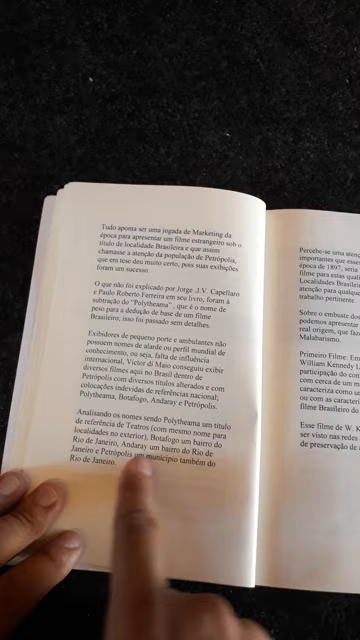 Tudo aponta ser uma jogada de Marketing da
época para apresentar um filme estrangeiro sob o
título de localidade Brasileira e que assim
chamasse a atenção da população de Petrópolis,
que em tese deu muito certo, pois suas exibições
foram um sucesso.
O que não foi explicado por Jorge .J.V. Capellaro
e Paulo Roberto Ferreira em seu livro, foram à
subtração do "Polytheama", que é o nome de
peso para a dedução de base de um filme
Brasileiro, isso foi passado sem detalhes.
Exibidores de pequeno porte e ambulantes não
possuem nomes de alarde ou perfil mundial de
conhecimento, ou seja, falta de influência
internacional, Victor di Maio conseguiu exibir
diversos filmes aqui no Brasil dentro de
Petrópolis com diversos títulos alterados e com
colocações indevidas de referências nacional;
Polytheama, Botafogo, Andaray e Petrópolis.
Analisando os nomes sendo Polytheama um título
de referência de Teatros (com mesmo nome para
localidades no exterior), Botafogo um bairro do
Rio de Janeiro, Andaray um bairro do Rio de
Janeiro e Petrópolis um município também do
Rio de Janeiro.
Percebe-se uma
importantes que
época de 1897, seria
filme para estas
Localidades
atenção para
trabalho pertinente.
Sobre o embuste
podemos apresentar
real origem, que
Malabarismo.
Primeiro Filme:
William Kennedy
participação do
com cerca de um
caracteriza como
ou com as
filme Brasileiro do
Esse filme de W. K
ser visto nas redes
de preservação de